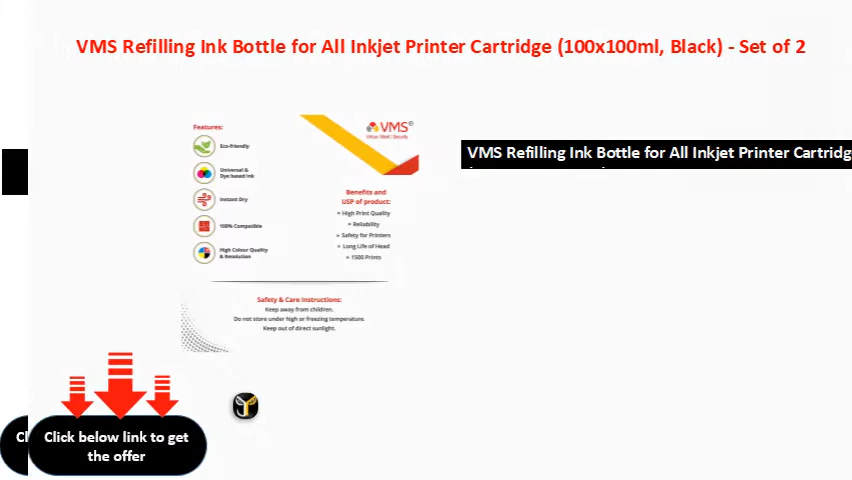 VMS Refilling Ink Bottle for All Inkjet Printer Cartridge (100x100ml, Black) - Set of 2
Features:
Eco-friendly
Universal &
Dye based Ink
Instant Dry
100% Compatible
High Colour Quality
& Resolution
VMS®
Benefits and
USP of product:
» High Print Quality
» Reliability
» Safety for Printers
» Long Life of Head
» 1500 Prints
Safety & Care Instructions:
Keep away from children.
Do not store under high or freezing temperature.
Keep out of direct sunlight.
VMS Refilling Ink Bottle for All Inkjet Printer Cartridg
Cl
Click below link to get
the offer